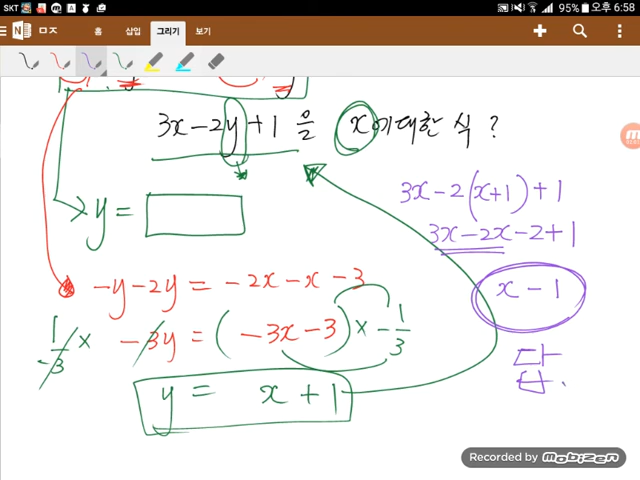 SKT 95% 오후 6:58
ㅁㅈ 홈 삽입 그리기 보기
3x-2y+1 을 x에 대한 식 ?
3x-2(x+1)+1
y=
3x-2x-2+1
-y-2y = -2x-x-3
x-1
1/-3 × -3y = (-3x-3) × -1/3
답
y = x+1
Recorded by mobizen